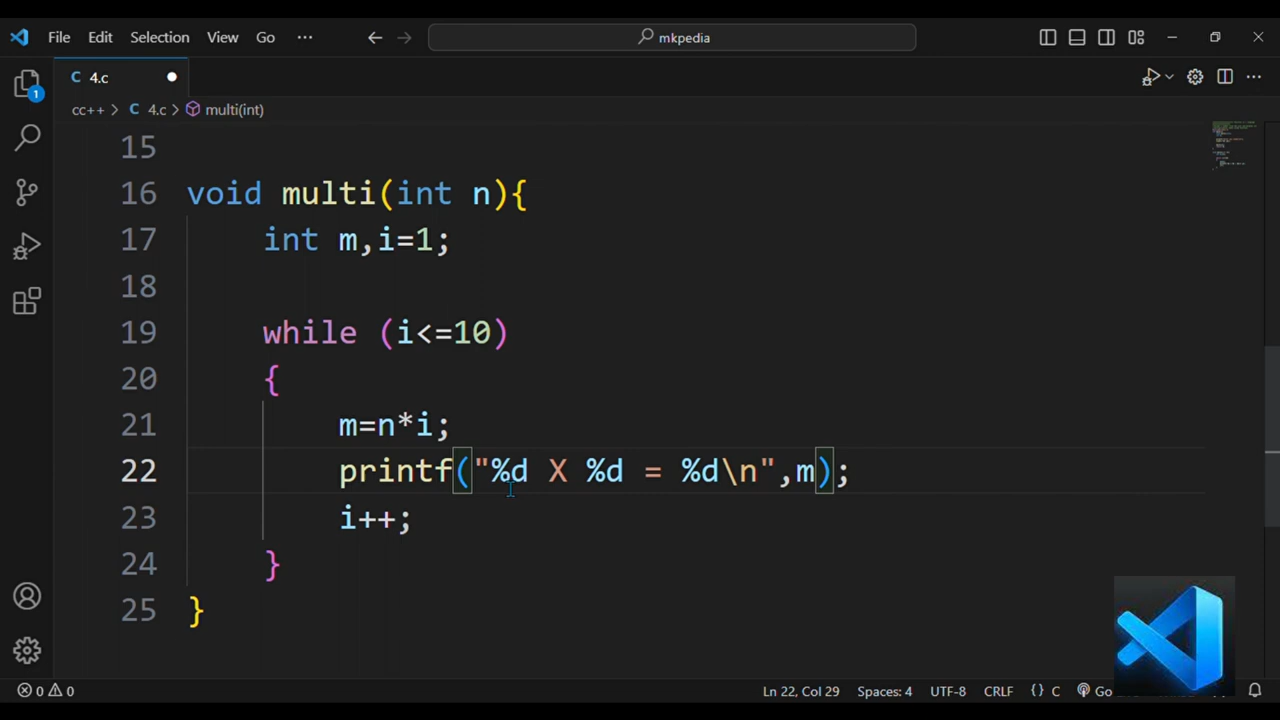 File Edit Selection View Go ··· mkpedia
C 4.c
cc++ > C 4.c > multi(int)
15
16 void multi(int n){
17 int m,i=1;
18
19 while (i<=10)
20 {
21 m=n*i;
22 printf("%d X %d = %d\n",m);
23 i++;
24 }
25 }
1
0 0 Ln 22, Col 29 Spaces: 4 UTF-8 CRLF {} C Go